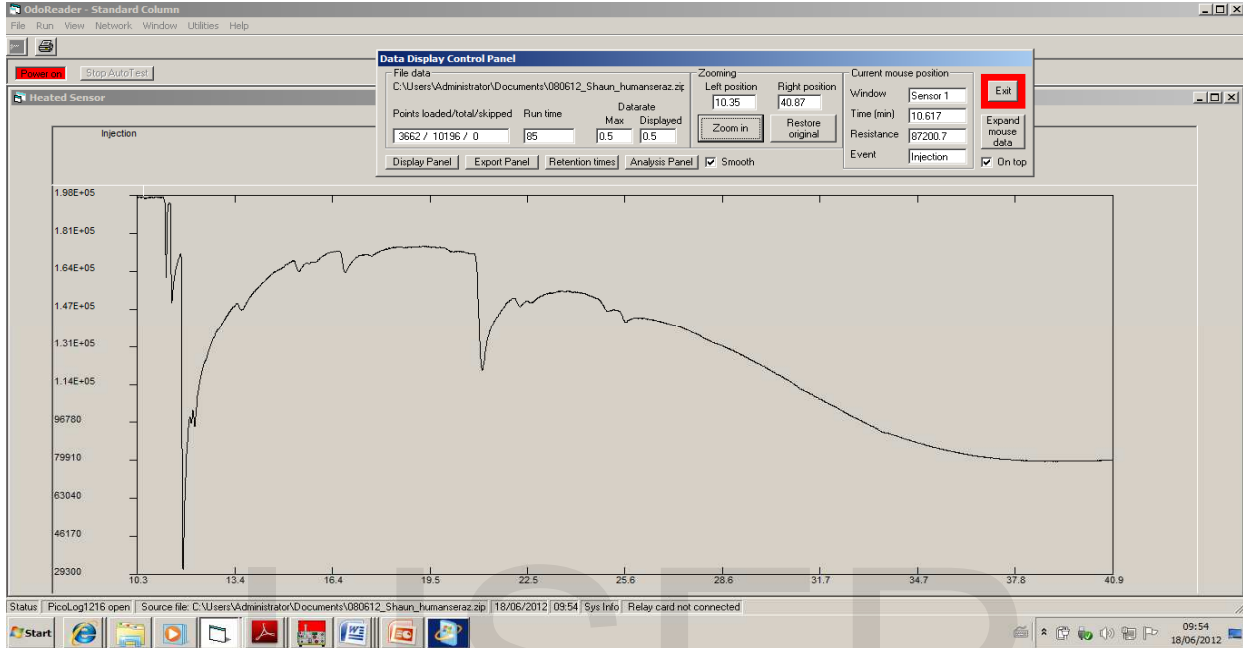 OdoReader - Standard Column
File Run View Network Window Utilities Help
Power on Stop AutoTest
Heated Sensor
Injection
Data Display Control Panel
File data
C:\Users\Administrator\Documents\080612_Shaun_humanseraz.zip
Points loaded/total/skipped Run time Datarate
Max Displayed
3662 / 10196 / 0 85 0.5 0.5
Zooming
Left position Right position
10.35 40.87
Zoom in Restore original
Current mouse position
Window Sensor 1
Time (min) 10.617
Resistance 87200.7
Event Injection
Exit
Expand
mouse
data
On top
Display Panel Export Panel Retention times Analysis Panel Smooth
1.98E+05
1.81E+05
1.64E+05
1.47E+05
1.31E+05
1.14E+05
96780
79910
63040
46170
29300
10.3 13.4 16.4 19.5 22.5 25.6 28.6 31.7 34.7 37.8 40.9
Status PicoLog1216 open Source file: C:\Users\Administrator\Documents\080612_Shaun_humanseraz.zip 18/06/2012 09:54 Sys Info Relay card not connected
Start
09:54
18/06/2012